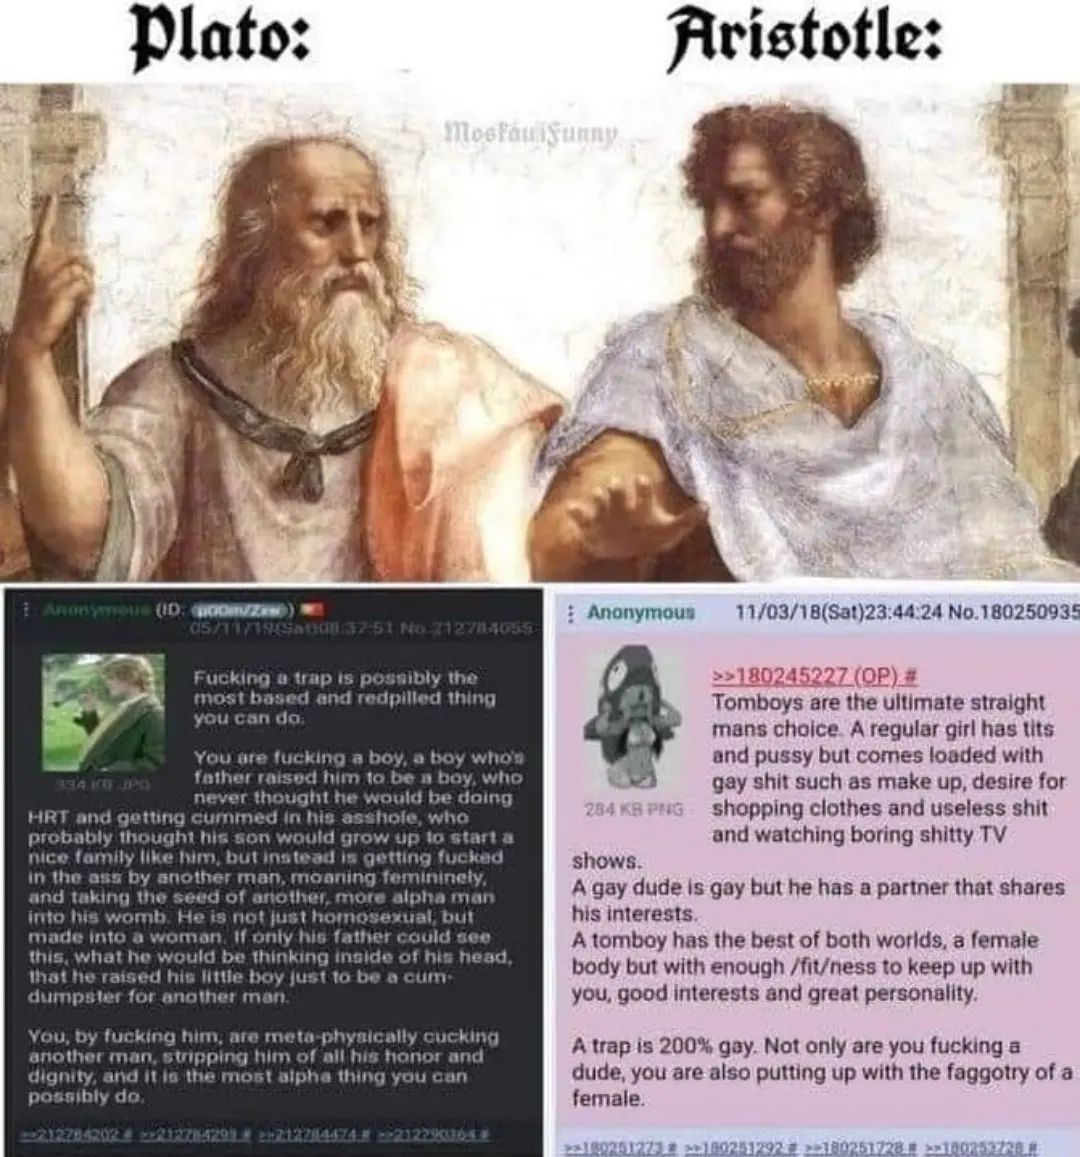 Plato:
Aristotle:
Anonymous (ID:
05/11/19(Sat)08:37:51 No.212784055
334 KB JPG
Fucking a trap is possibly the
most based and redpilled thing
you can do.
You are fucking a boy, a boy who's
father raised him to be a boy, who
never thought he would be doing
HRT and getting cummed in his asshole, who
probably thought his son would grow up to start a
nice family like him, but instead is getting fucked
in the ass by another man, moaning femininely,
and taking the seed of another, more alpha man
into his womb. He is not just homosexual, but
made into a woman. If only his father could see
this, what he would be thinking inside of his head,
that he raised his little boy just to be a cum-
dumpster for another man.
You, by fucking him, are meta-physically cucking
another man, stripping him of all his honor and
dignity, and it is the most alpha thing you can
possibly do.
>>212784202 # >>212784293 # >>212784474 # >>212790364 #
Anonymous 11/03/18(Sat)23:44:24 No.180250935
284 KB PNG
>>180245227 (OP) #
Tomboys are the ultimate straight
mans choice. A regular girl has tits
and pussy but comes loaded with
gay shit such as make up, desire for
shopping clothes and useless shit
and watching boring shitty TV
shows.
A gay dude is gay but he has a partner that shares
his interests.
A tomboy has the best of both worlds, a female
body but with enough /fit/ness to keep up with
you, good interests and great personality.
A trap is 200% gay. Not only are you fucking a
dude, you are also putting up with the faggotry of a
female.
>>180251273 # >>180251292 # >>180251728 # >>180253728 #